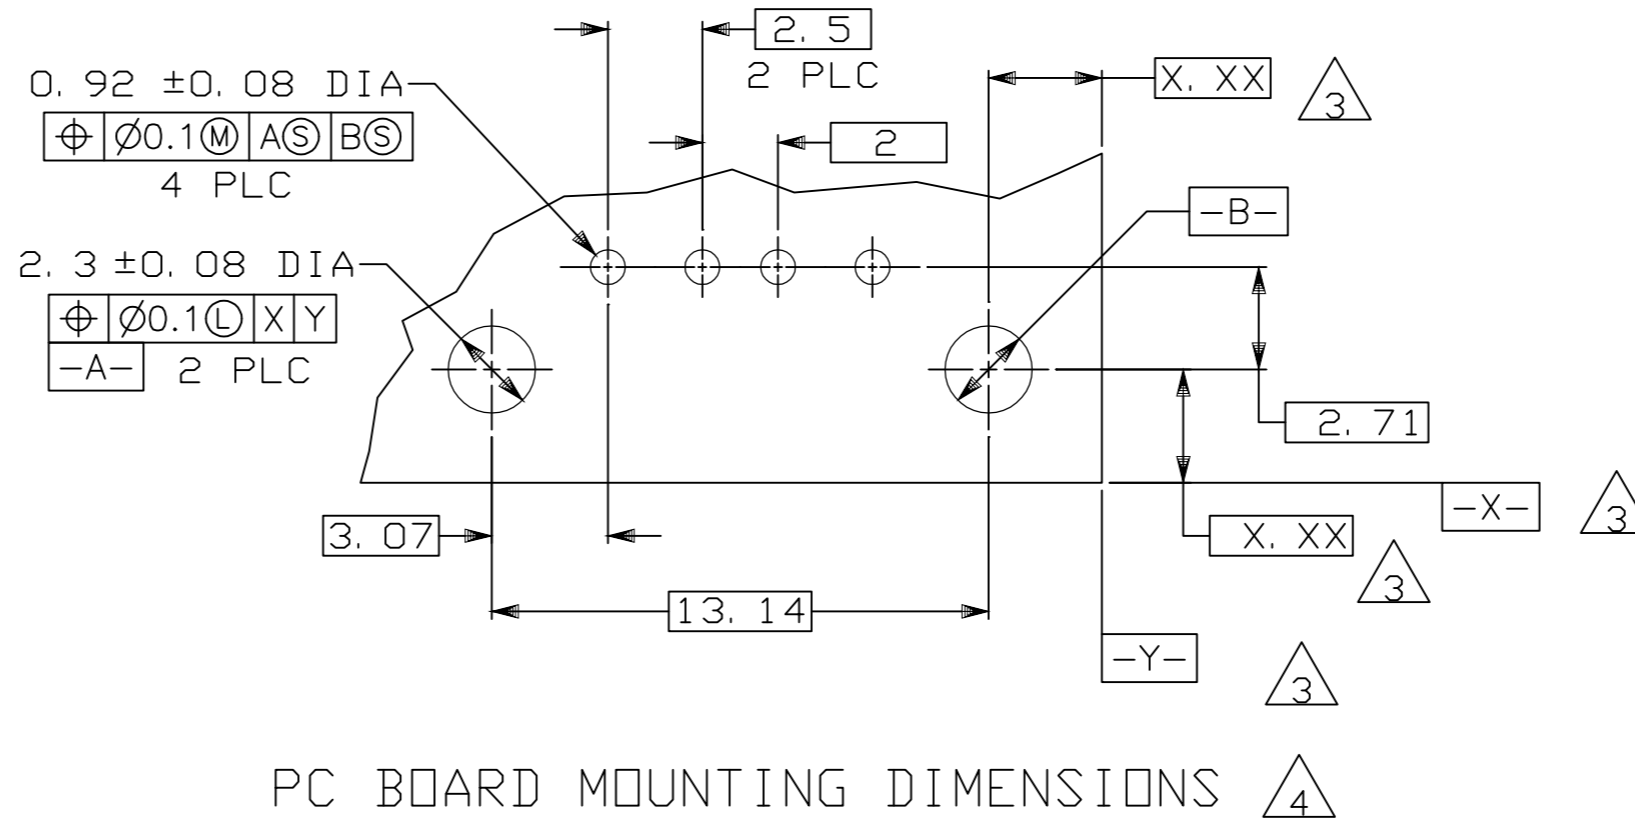 2.5
2 PLC
0.92 ±0.08 DIA
⌖ Ø0.1Ⓜ AⓈ BⓈ
4 PLC
X.XX
3
2
-B-
2.3 ±0.08 DIA
⌖ Ø0.1Ⓛ X Y
-A- 2 PLC
2.71
-X-
3
3.07
X.XX
3
13.14
-Y-
3
PC BOARD MOUNTING DIMENSIONS 4